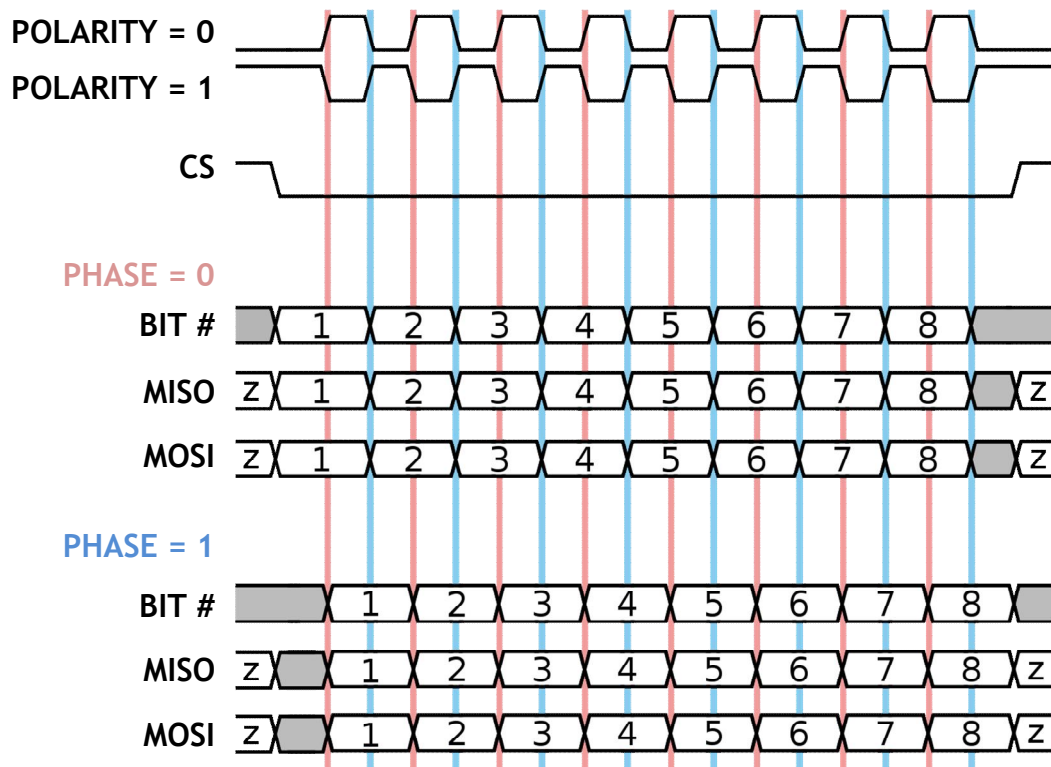 POLARITY = 0
POLARITY = 1
CS
PHASE = 0
BIT # 1 2 3 4 5 6 7 8
MISO z 1 2 3 4 5 6 7 8 z
MOSI z 1 2 3 4 5 6 7 8 z
PHASE = 1
BIT # 1 2 3 4 5 6 7 8
MISO z 1 2 3 4 5 6 7 8 z
MOSI z 1 2 3 4 5 6 7 8 z